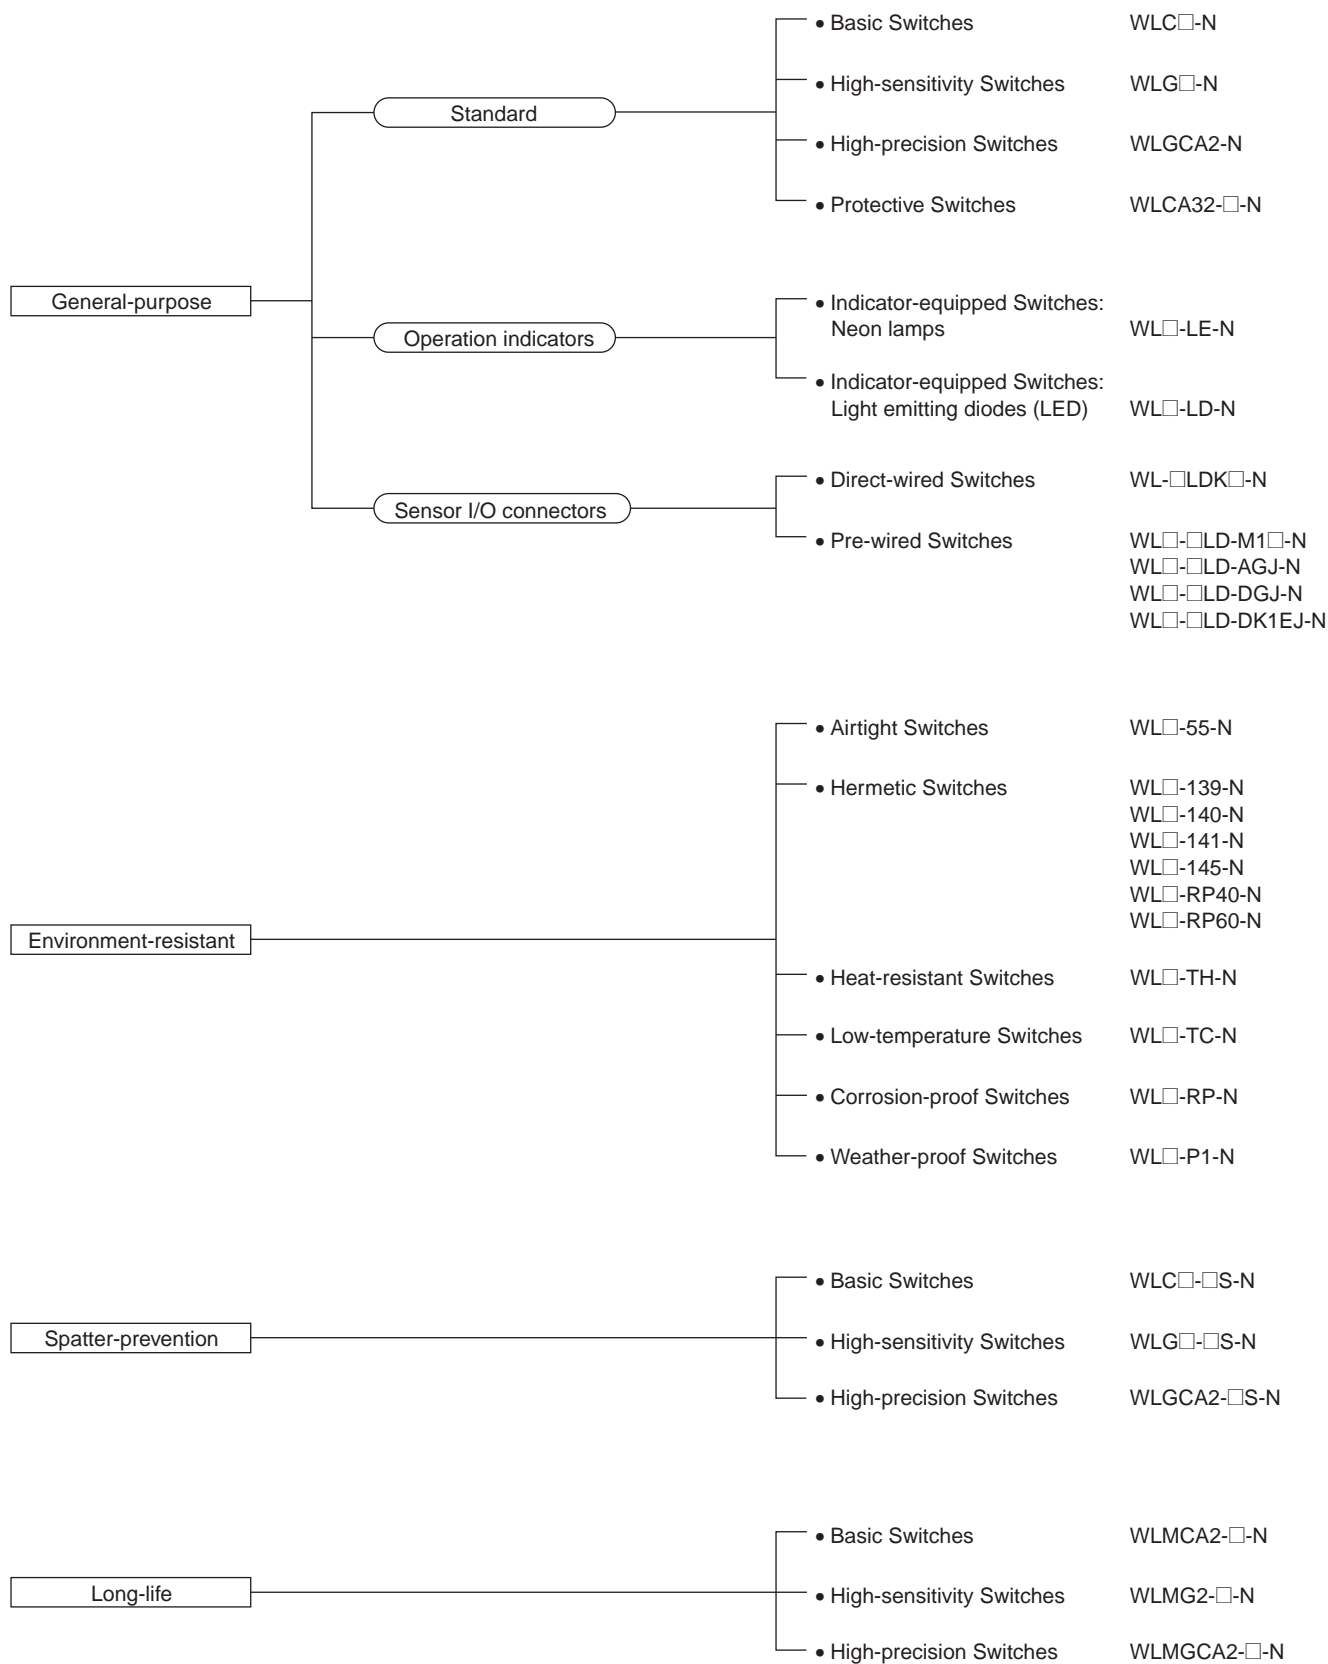 • Basic Switches WLC□-N
• High-sensitivity Switches WLG□-N
Standard
• High-precision Switches WLGCA2-N
• Protective Switches WLCA32-□-N
General-purpose
• Indicator-equipped Switches:
Neon lamps WL□-LE-N
Operation indicators
• Indicator-equipped Switches:
Light emitting diodes (LED) WL□-LD-N
• Direct-wired Switches WL-□LDK□-N
Sensor I/O connectors
• Pre-wired Switches WL□-□LD-M1□-N
WL□-□LD-AGJ-N
WL□-□LD-DGJ-N
WL□-□LD-DK1EJ-N
• Airtight Switches WL□-55-N
• Hermetic Switches WL□-139-N
WL□-140-N
WL□-141-N
WL□-145-N
WL□-RP40-N
WL□-RP60-N
Environment-resistant
• Heat-resistant Switches WL□-TH-N
• Low-temperature Switches WL□-TC-N
• Corrosion-proof Switches WL□-RP-N
• Weather-proof Switches WL□-P1-N
• Basic Switches WLC□-□S-N
Spatter-prevention
• High-sensitivity Switches WLG□-□S-N
• High-precision Switches WLGCA2-□S-N
• Basic Switches WLMCA2-□-N
Long-life
• High-sensitivity Switches WLMG2-□-N
• High-precision Switches WLMGCA2-□-N